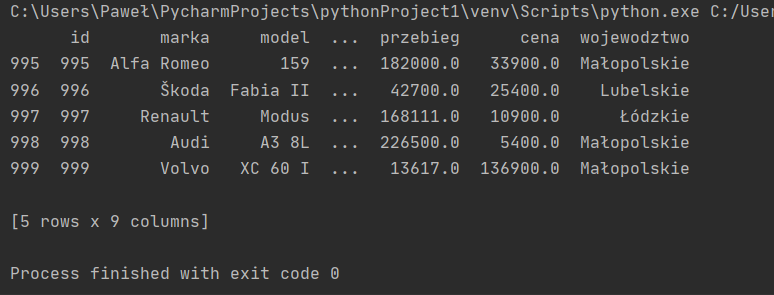 C:\Users\Paweł\PycharmProjects\pythonProject1\venv\Scripts\python.exe C:/User
id marka model ... przebieg cena wojewodztwo
995 995 Alfa Romeo 159 ... 182000.0 33900.0 Małopolskie
996 996 Škoda Fabia II ... 42700.0 25400.0 Lubelskie
997 997 Renault Modus ... 168111.0 10900.0 Łódzkie
998 998 Audi A3 8L ... 226500.0 5400.0 Małopolskie
999 999 Volvo XC 60 I ... 13617.0 136900.0 Małopolskie
[5 rows x 9 columns]
Process finished with exit code 0